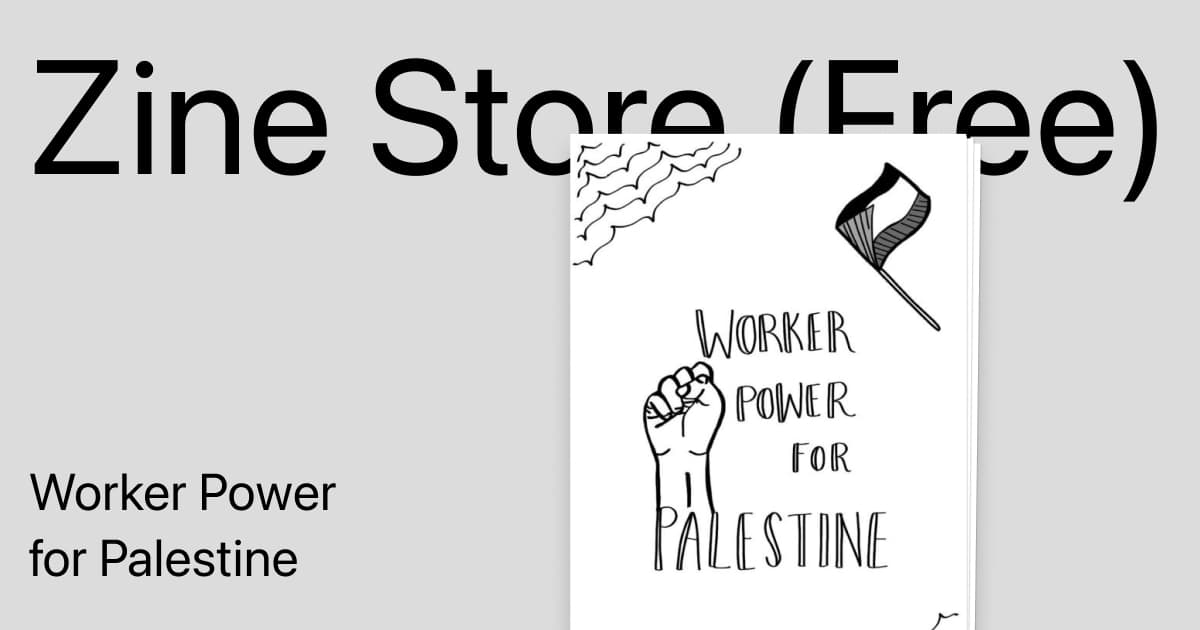 Zine Store (Free)
WORKER
POWER
FOR
PALESTINE
Worker Power
for Palestine